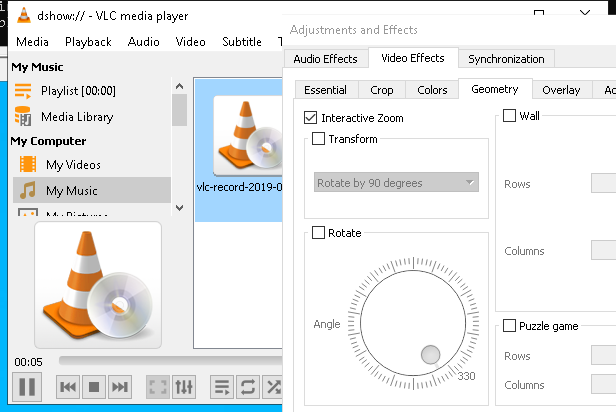 dshow:// - VLC media player
Media Playback Audio Video Subtitle
My Music
Playlist [00:00]
Media Library
My Computer
My Videos
My Music
My Pictures
vlc-record-2019-0
00:05
Adjustments and Effects
Audio Effects Video Effects Synchronization
Essential Crop Colors Geometry Overlay
Interactive Zoom
Transform
Rotate by 90 degrees
Rotate
Angle
330
Wall
Rows
Columns
Puzzle game
Rows
Columns